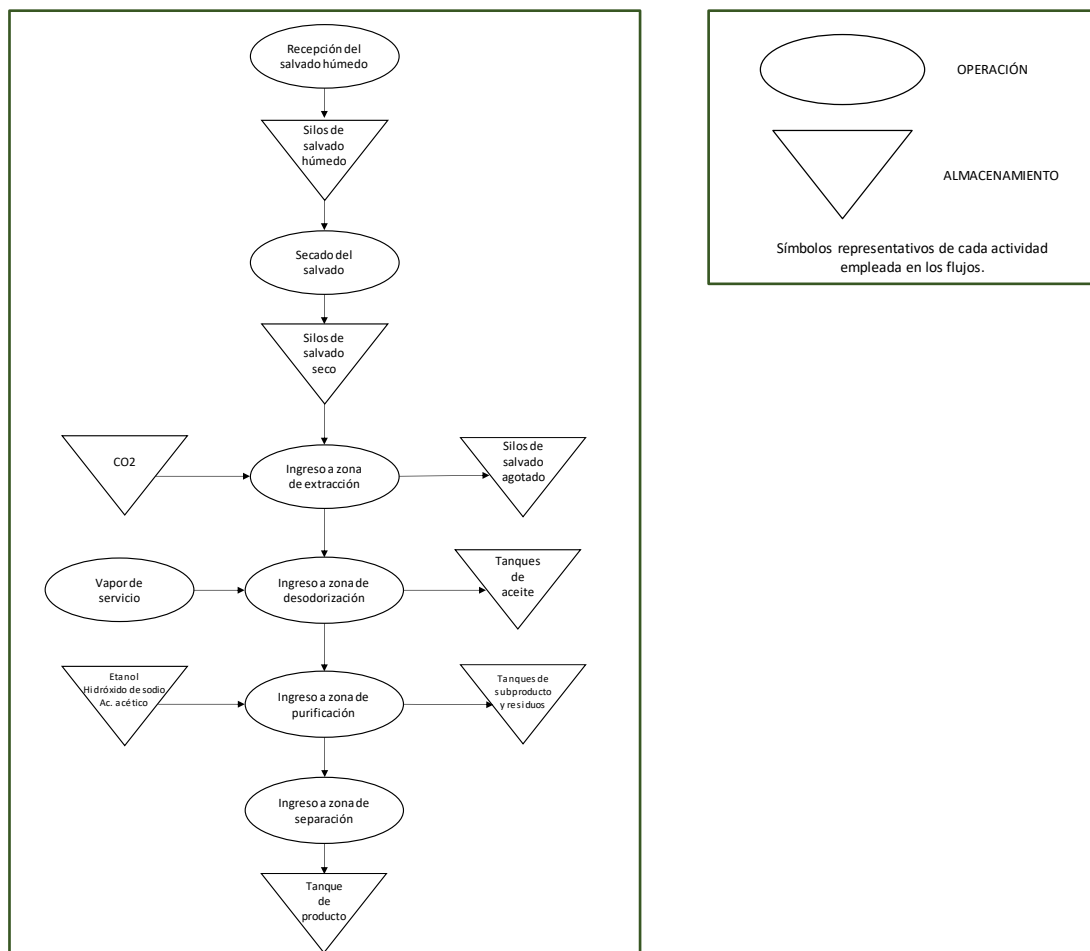 Recepción del
salvado húmedo
Silos de
salvado
húmedo
Secado del
salvado
Silos de
salvado
seco
CO2
Ingreso a zona
de extracción
Silos de
salvado
agotado
Vapor de
servicio
Ingreso a zona de
desodorización
Tanques
de
aceite
Etanol
Hidróxido de sodio
Ac. acético
Ingreso a zona de
purificación
Tanques de
subproducto
y residuos
Ingreso a zona de
separación
Tanque
de
producto
OPERACIÓN
ALMACENAMIENTO
Símbolos representativos de cada actividad
empleada en los flujos.